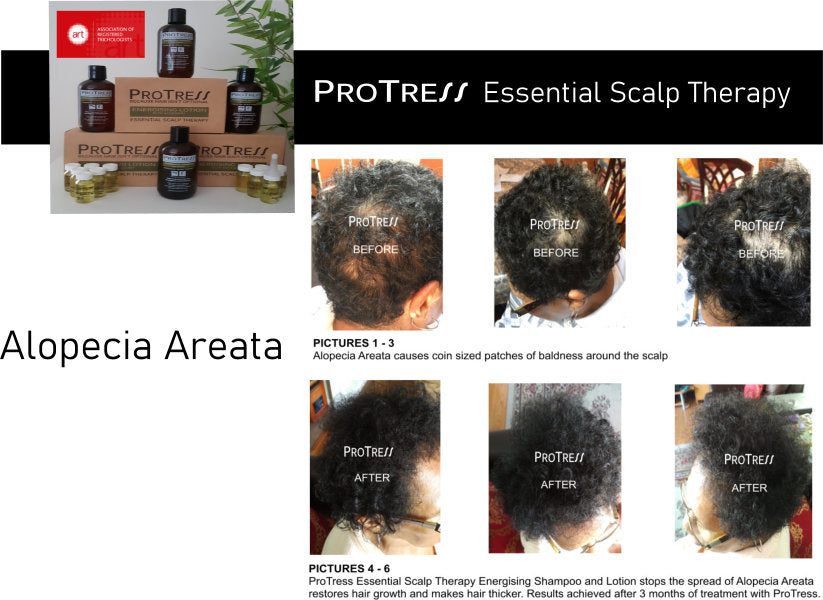 art
ASSOCIATION OF
REGISTERED
TRICHOLOGISTS
PROTRESS
BECAUSE HAIR ISN'T OPTIONAL
ENERGISING LOTION
ESSENTIAL SCALP THERAPY
PROTRESS
PROTRESS
PROTRESS
PROTRESS Essential Scalp Therapy
PROTRESS
BEFORE
PROTRESS
BEFORE
PROTRESS
BEFORE
PICTURES 1 - 3
Alopecia Areata causes coin sized patches of baldness around the scalp
Alopecia Areata
PROTRESS
AFTER
PROTRESS
AFTER
PROTRESS
AFTER
PICTURES 4 - 6
ProTress Essential Scalp Therapy Energising Shampoo and Lotion stops the spread of Alopecia Areata
restores hair growth and makes hair thicker. Results achieved after 3 months of treatment with ProTress.